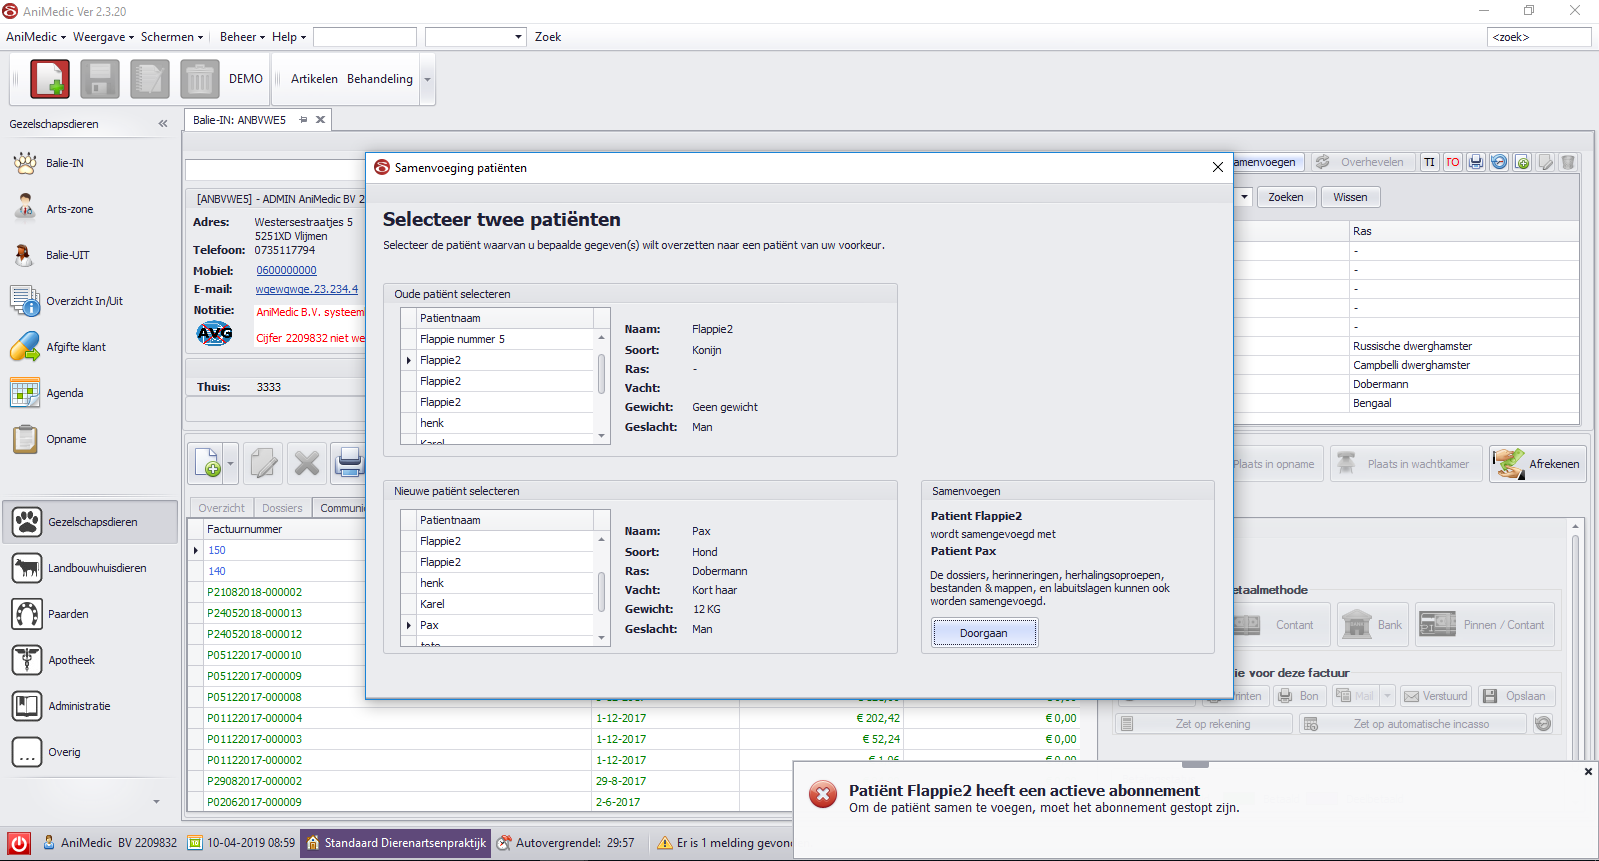 AniMedic Ver 2.3.20
AniMedic Weergave Schermen Beheer Help Zoek <zoek>
DEMO Artikelen Behandeling
Gezelschapsdieren «
Balie-IN
Arts-zone
Balie-UIT
Overzicht In/Uit
Afgifte klant
Agenda
Opname
Gezelschapsdieren
Landbouwhuisdieren
Paarden
Apotheek
Administratie
Overig
Balie-IN: ANBVWE5
[ANBVWE5] - ADMIN AniMedic BV 2
Adres: Westersestraatjes 5
5251XD Vlijmen
Telefoon: 0735117794
Mobiel: 0600000000
E-mail: wgewgwge.23.234.4
Notitie: AniMedic B.V. systeem
AVG
Cijfer 2209832 niet we
Thuis: 3333
amenvoegen Overhevelen TI TO
Zoeken Wissen
Ras
-
-
-
-
-
Russische dwerghamster
Campbelli dwerghamster
Dobermann
Bengaal
Plaats in opname Plaats in wachtkamer Afrekenen
Overzicht Dossiers Communi
Factuurnummer
150
140
P21082018-000002
P24052018-000013
P24052018-000012
P05122017-000010
P05122017-000009
P05122017-000008
P01122017-000004 1-12-2017 € 202,42 € 0,00
P01122017-000003 1-12-2017 € 52,24 € 0,00
P01122017-000002 1-12-2017 € 1,06 € 0,00
P29082017-000002 29-8-2017
P02062017-000009 2-6-2017
Samenvoeging patiënten
Selecteer twee patiënten
Selecteer de patiënt waarvan u bepaalde gegeven(s) wilt overzetten naar een patiënt van uw voorkeur.
Oude patiënt selecteren
Patientnaam
Flappie nummer 5
Flappie2
Flappie2
Flappie2
henk
Karel
Naam: Flappie2
Soort: Konijn
Ras: -
Vacht:
Gewicht: Geen gewicht
Geslacht: Man
Nieuwe patiënt selecteren
Patientnaam
Flappie2
Flappie2
henk
Karel
Pax
toto
Naam: Pax
Soort: Hond
Ras: Dobermann
Vacht: Kort haar
Gewicht: 12 KG
Geslacht: Man
Samenvoegen
Patient Flappie2
wordt samengevoegd met
Patient Pax
De dossiers, herinneringen, herhalingsoproepen,
bestanden & mappen, en labuitslagen kunnen ook
worden samengevoegd.
Doorgaan
etaalmethode
Contant Bank Pinnen / Contant
ie voor deze factuur
rinten Bon Mail Verstuurd Opslaan
Zet op rekening Zet op automatische incasso
Patiënt Flappie2 heeft een actieve abonnement
Om de patiënt samen te voegen, moet het abonnement gestopt zijn.
AniMedic BV 2209832 10-04-2019 08:59 Standaard Dierenartsenpraktijk Autovergrendel: 29:57 Er is 1 melding gevon